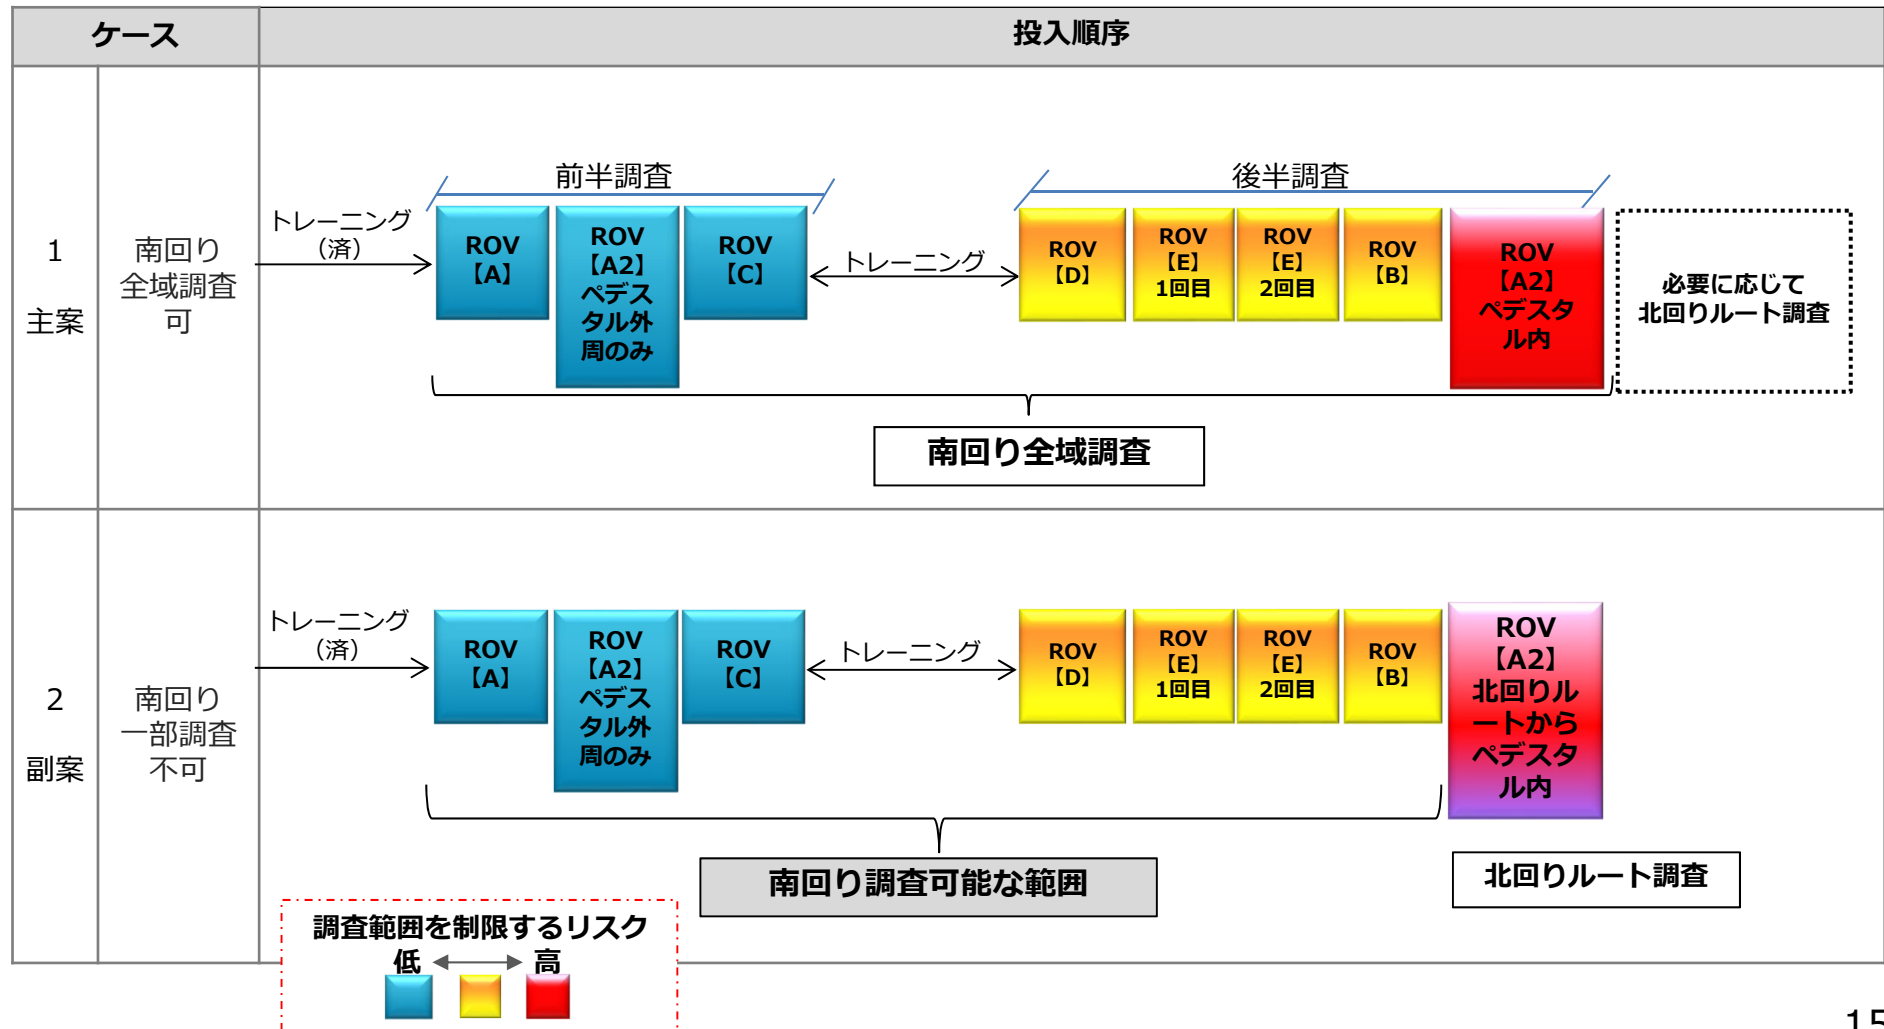 ケース
投入順序
1
主案
南回り
全域調査
可
トレーニング
（済）
前半調査
ROV
【A】
ROV
【A2】
ペデス
タル外
周のみ
ROV
【C】
トレーニング
後半調査
ROV
【D】
ROV
【E】
1回目
ROV
【E】
2回目
ROV
【B】
ROV
【A2】
ペデスタ
ル内
必要に応じて
北回りルート調査
南回り全域調査
2
副案
南回り
一部調査
不可
トレーニング
（済）
ROV
【A】
ROV
【A2】
ペデス
タル外
周のみ
ROV
【C】
トレーニング
ROV
【D】
ROV
【E】
1回目
ROV
【E】
2回目
ROV
【B】
ROV
【A2】
北回りル
ートから
ペデスタ
ル内
南回り調査可能な範囲
北回りルート調査
調査範囲を制限するリスク
低 高
15